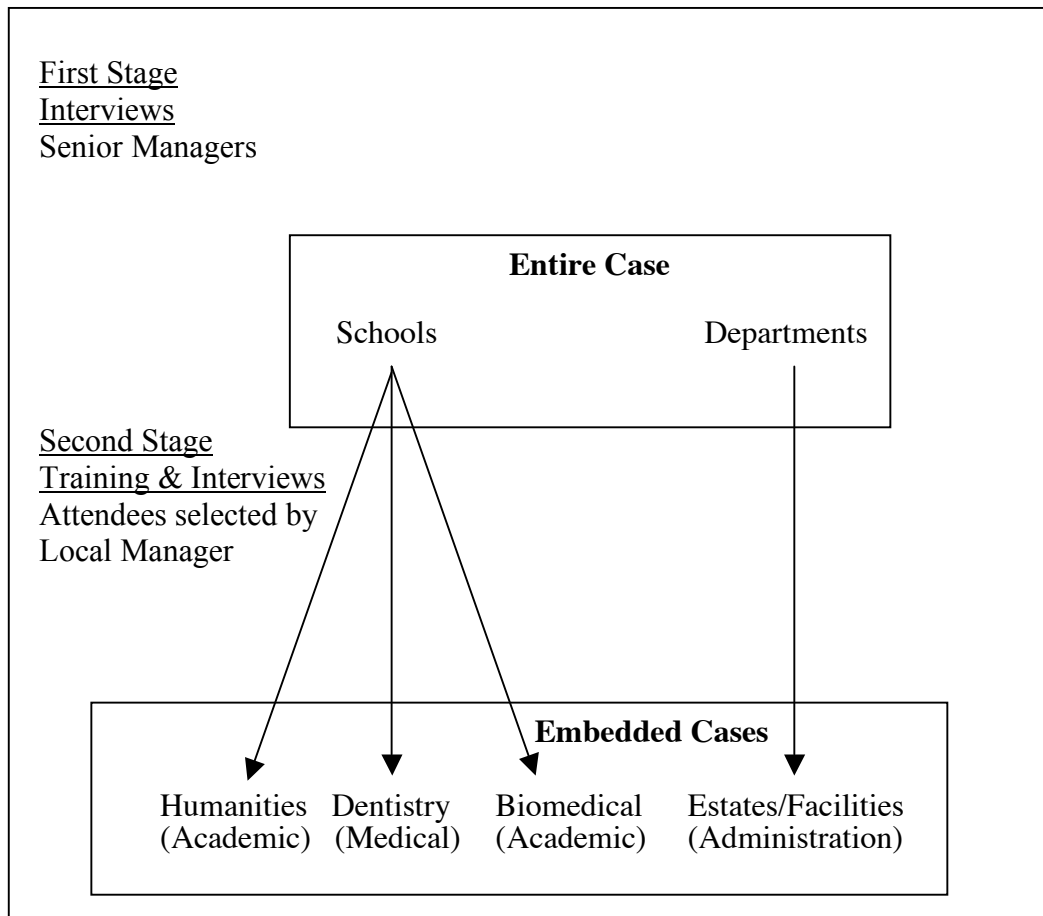 First Stage
Interviews
Senior Managers
Entire Case
Schools Departments
Second Stage
Training & Interviews
Attendees selected by
Local Manager
Embedded Cases
Humanities Dentistry Biomedical Estates/Facilities
(Academic) (Medical) (Academic) (Administration)